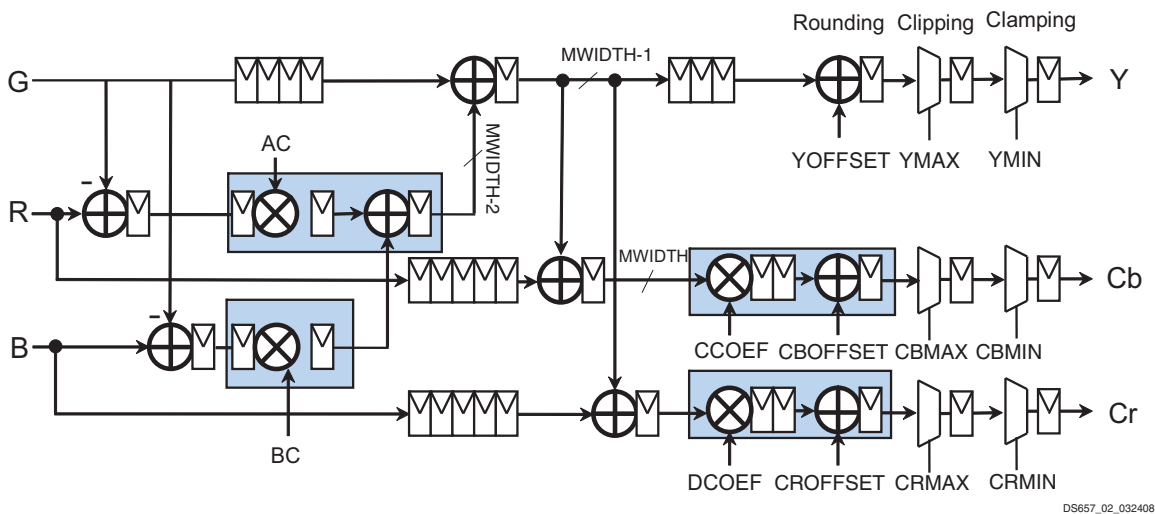 Rounding Clipping Clamping
MWIDTH-1
G
Y
AC
MWIDTH-2
YOFFSET YMAX YMIN
-
R
MWIDTH
Cb
-
B
CCOEF CBOFFSET CBMAX CBMIN
Cr
BC
DCOEF CROFFSET CRMAX CRMIN
DS657_02_032408